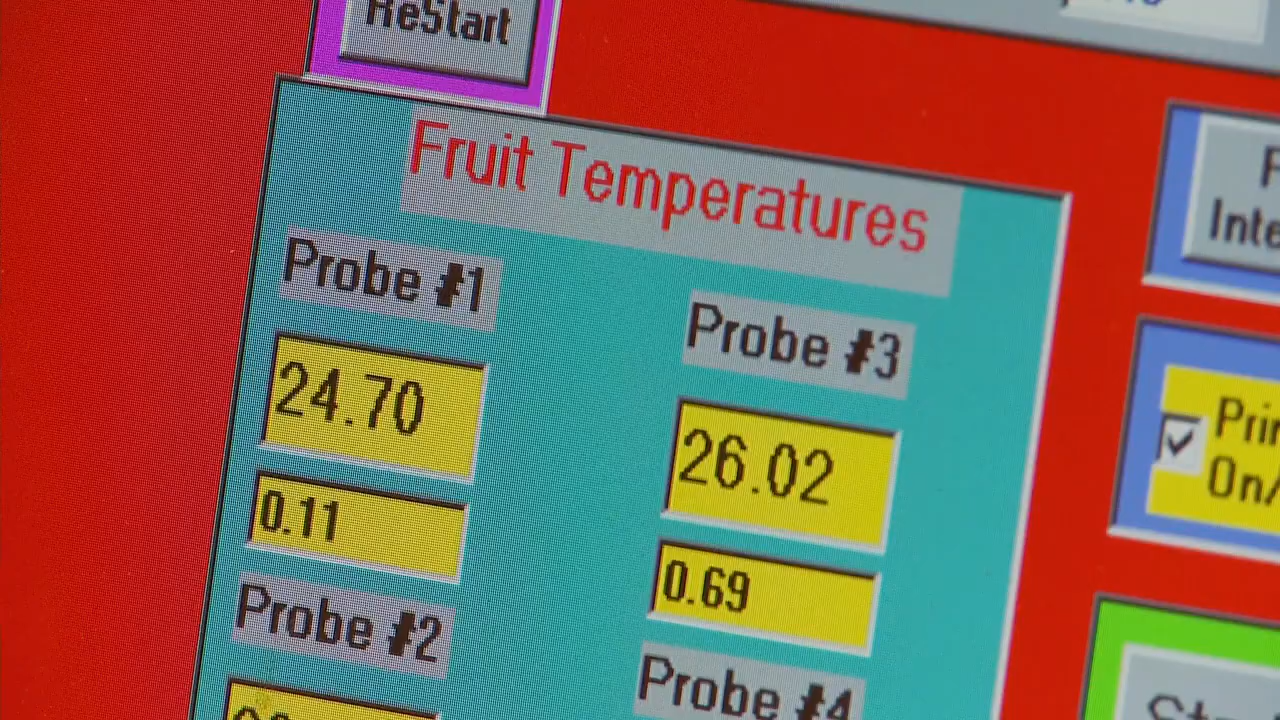 ReStart
Fruit Temperatures
Probe #1
24.70
0.11
Probe #2
Probe #3
26.02
0.69
Probe #4